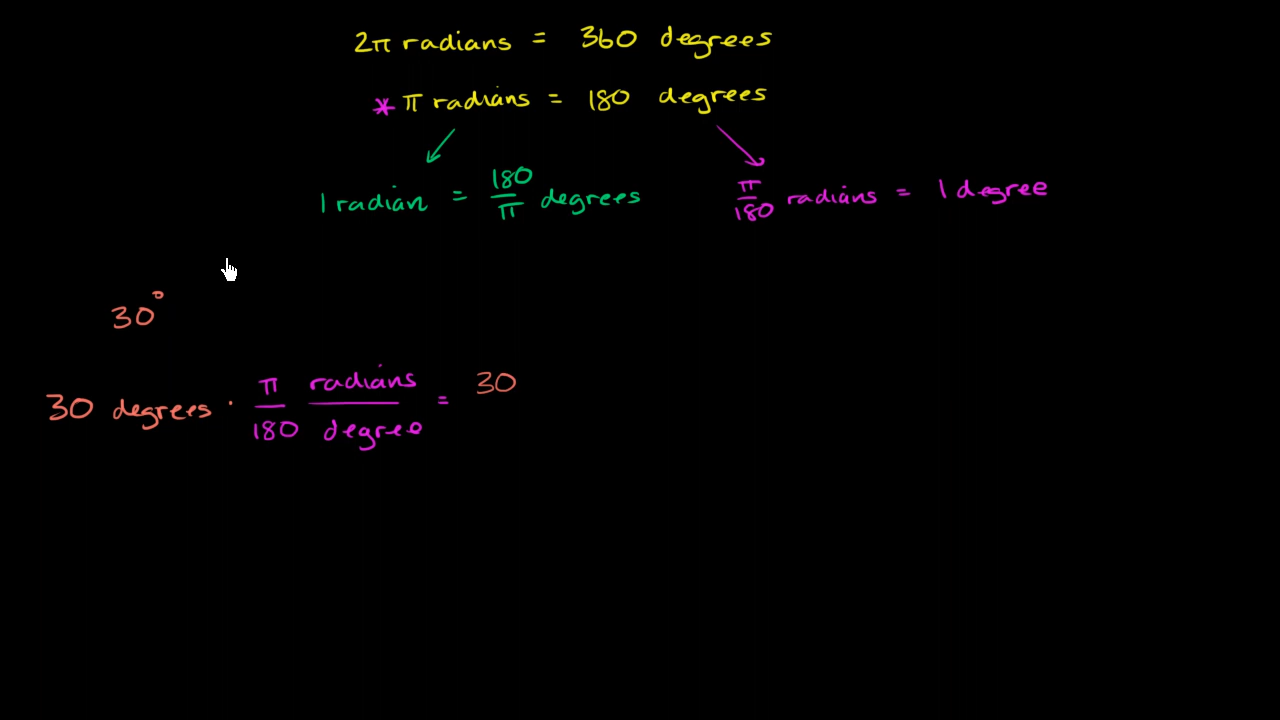 2π radians = 360 degrees
* π radians = 180 degrees
1 radian = 180/π degrees
π/180 radians = 1 degree
30°
30 degrees · π/180 radians/degree = 30